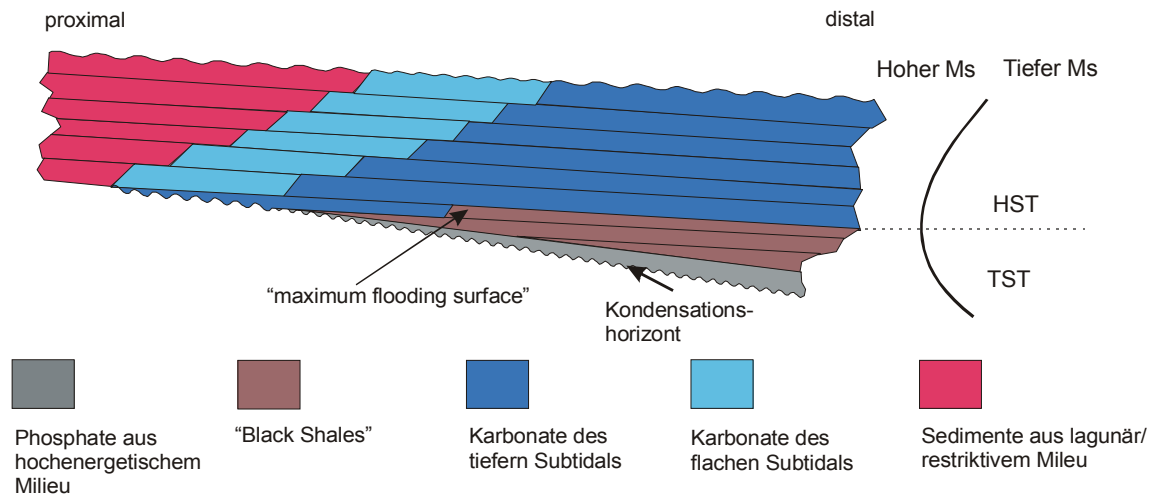 proximal
distal
Hoher Ms
Tiefer Ms
HST
TST
“maximum flooding surface”
Kondensations-
horizont
Phosphate aus
hochenergetischem
Milieu
“Black Shales”
Karbonate des
tiefern Subtidals
Karbonate des
flachen Subtidals
Sedimente aus lagunär/
restriktivem Mileu